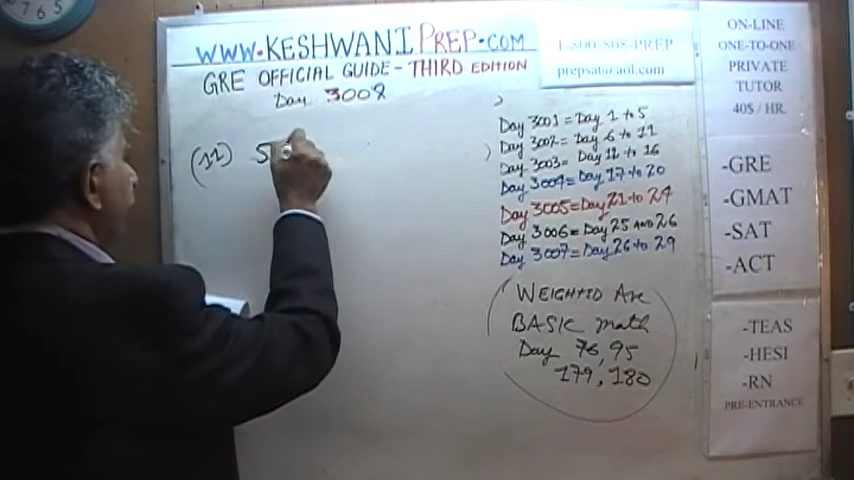 WWW.KESHWANIPREP.COM
GRE OFFICIAL GUIDE - THIRD EDITION
Day 3008
1-800-808-PREP
prepsat@aol.com
Day 3001 = Day 1 to 5
Day 3002 = Day 6 to 11
Day 3003 = Day 12 to 16
Day 3004 = Day 17 to 20
Day 3005 = Day 21 to 24
Day 3006 = Day 25 AND 26
Day 3007 = Day 26 to 29
WEIGHTED Ave
BASIC math
Day 76, 95
179, 180
ON-LINE
ONE-TO-ONE
PRIVATE
TUTOR
40$ / HR.
-GRE
-GMAT
-SAT
-ACT
-TEAS
-HESI
-RN
PRE-ENTRANCE
7 6 5